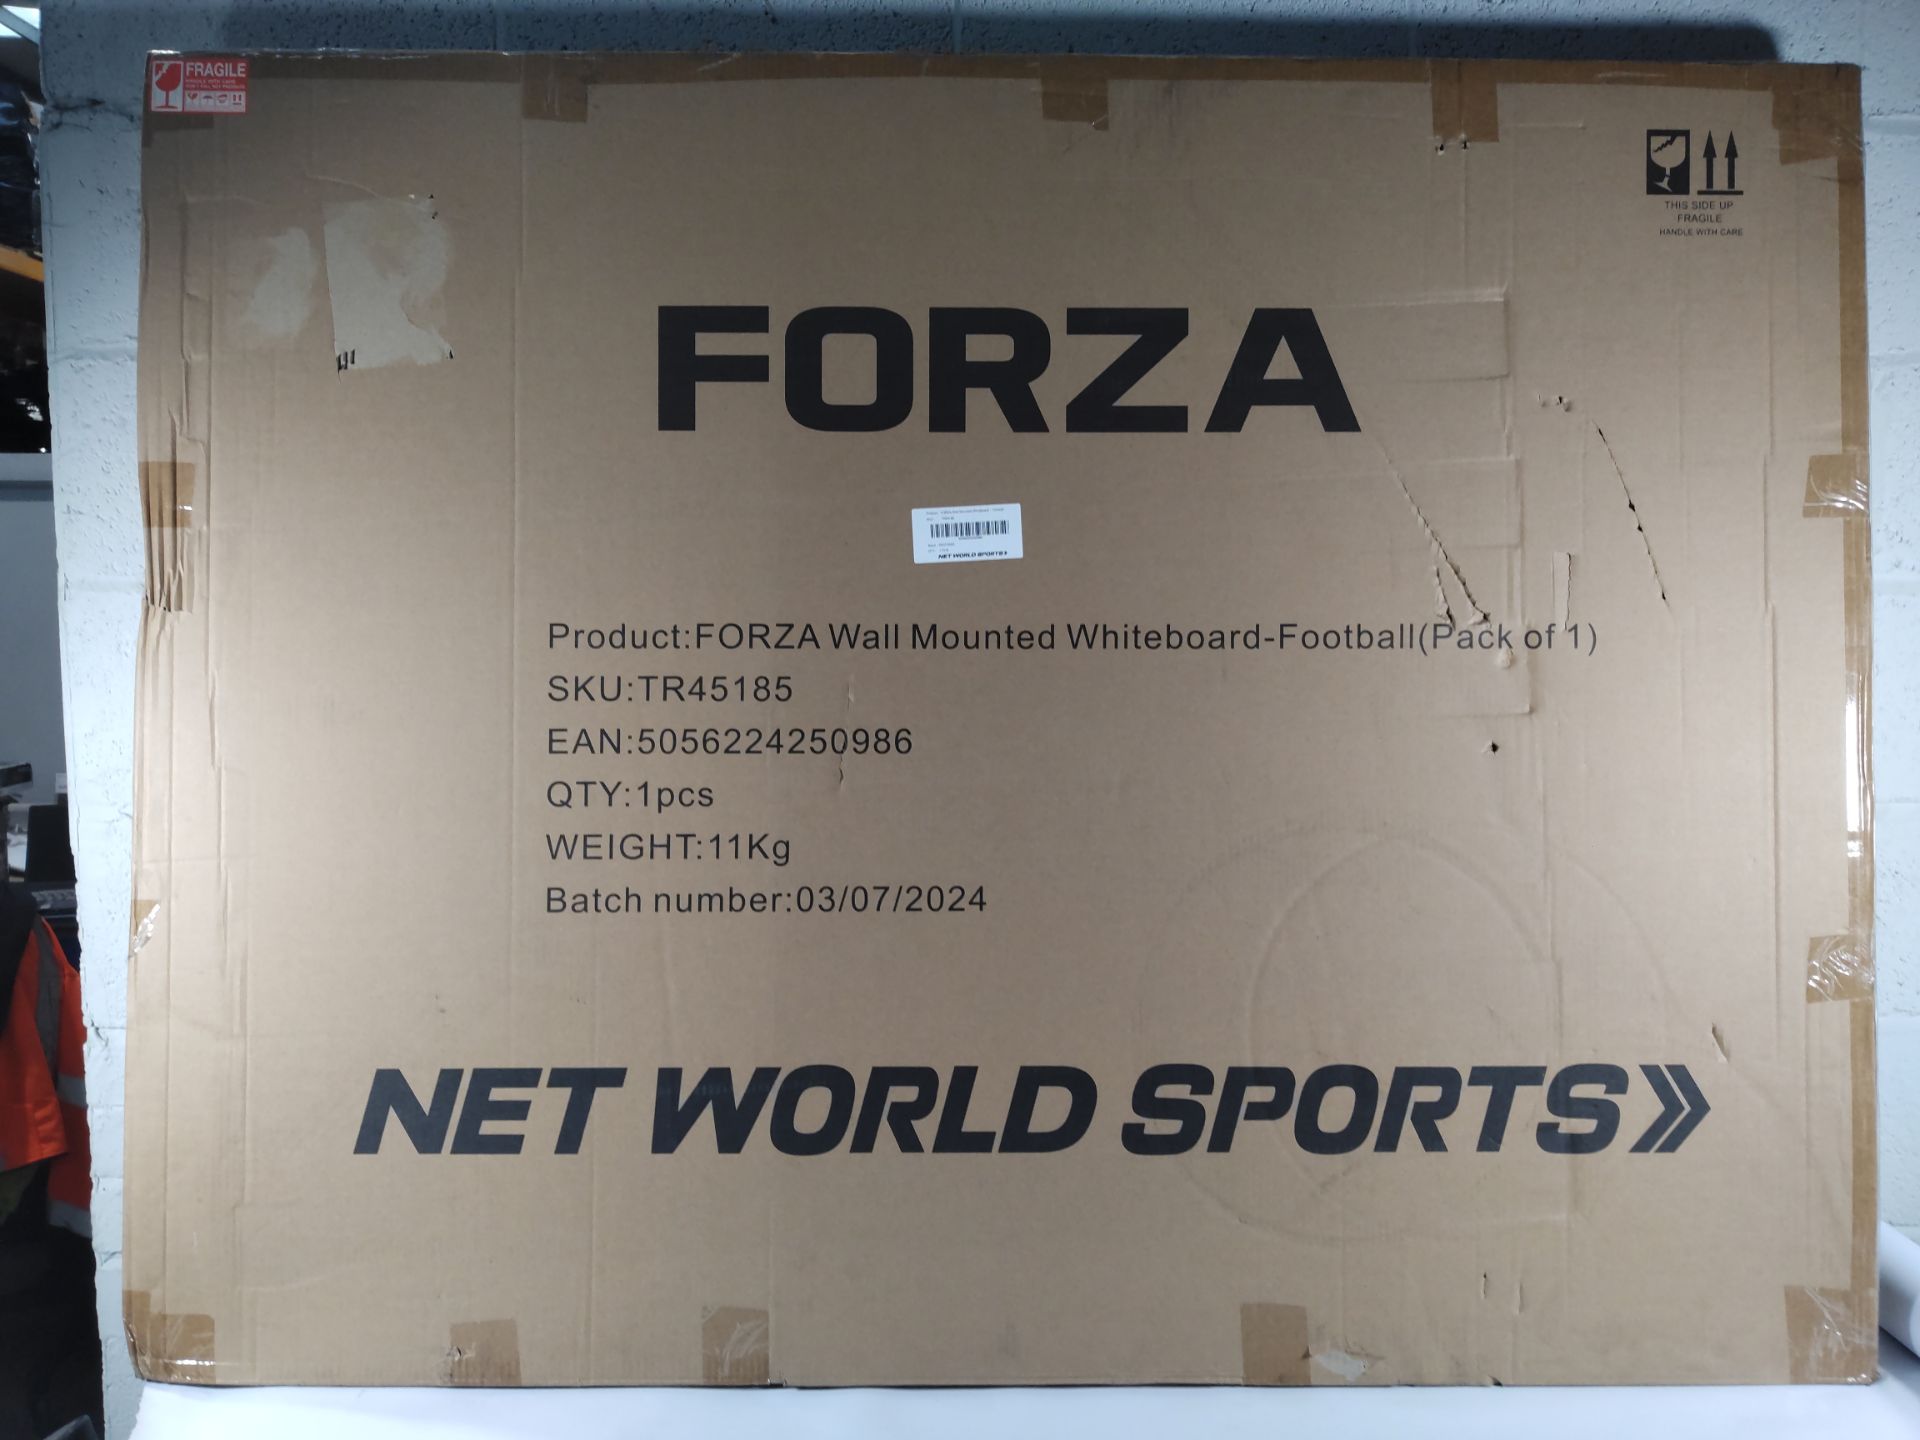 FRAGILE
THIS SIDE UP
FRAGILE
HANDLE WITH CARE
FORZA
NET WORLD SPORTS
Product:FORZA Wall Mounted Whiteboard-Football(Pack of 1)
SKU:TR45185
EAN:5056224250986
QTY:1pcs
WEIGHT:11Kg
Batch number:03/07/2024
NET WORLD SPORTS